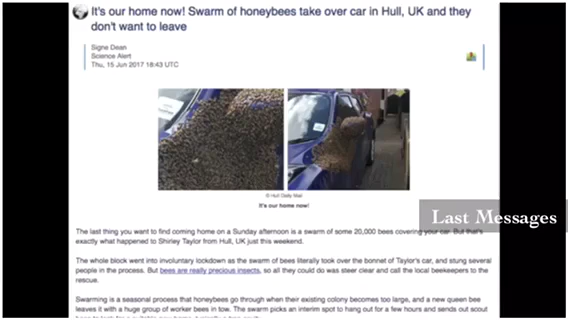 It's our home now! Swarm of honeybees take over car in Hull, UK and they
don't want to leave
Signe Dean
Science Alert
Thu, 15 Jun 2017 18:43 UTC
© Hull Daily Mail
It's our home now!
The last thing you want to find coming home on a Sunday afternoon is a swarm of some 20,000 bees covering your car. But that's
exactly what happened to Shirley Taylor from Hull, UK just this weekend.
Last Messages
The whole block went into involuntary lockdown as the swarm of bees literally took over the bonnet of Taylor's car, and stung several
people in the process. But bees are really precious insects, so all they could do was steer clear and call the local beekeepers to the
rescue.
Swarming is a seasonal process that honeybees go through when their existing colony becomes too large, and a new queen bee
leaves it with a huge group of worker bees in tow. The swarm picks an interim spot to hang out for a few hours and sends out scout